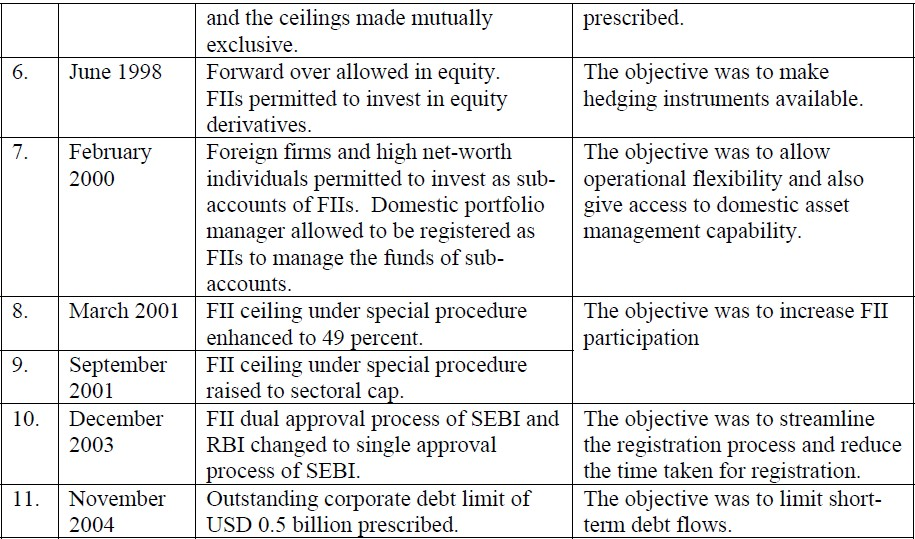 and the ceilings made mutually
exclusive.
prescribed.
6.
June 1998
Forward over allowed in equity.
FIIs permitted to invest in equity
derivatives.
The objective was to make
hedging instruments available.
7.
February
2000
Foreign firms and high net-worth
individuals permitted to invest as sub-
accounts of FIIs.  Domestic portfolio
manager allowed to be registered as
FIIs to manage the funds of sub-
accounts.
The objective was to allow
operational flexibility and also
give access to domestic asset
management capability.
8.
March 2001
FII ceiling under special procedure
enhanced to 49 percent.
The objective was to increase FII
participation
9.
September
2001
FII ceiling under special procedure
raised to sectoral cap.
10.
December
2003
FII dual approval process of SEBI and
RBI changed to single approval
process of SEBI.
The objective was to streamline
the registration process and reduce
the time taken for registration.
11.
November
2004
Outstanding corporate debt limit of
USD 0.5 billion prescribed.
The objective was to limit short-
term debt flows.